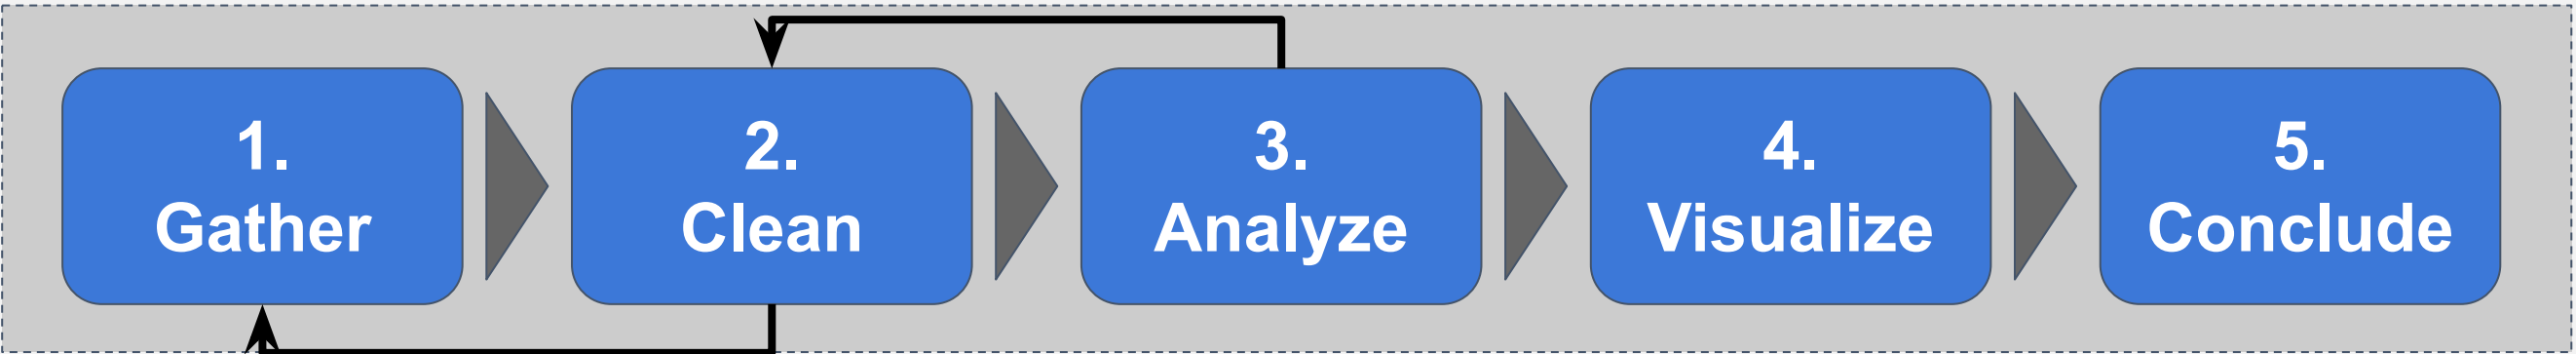 1.
Gather
2.
Clean
3.
Analyze
4.
Visualize
5.
Conclude